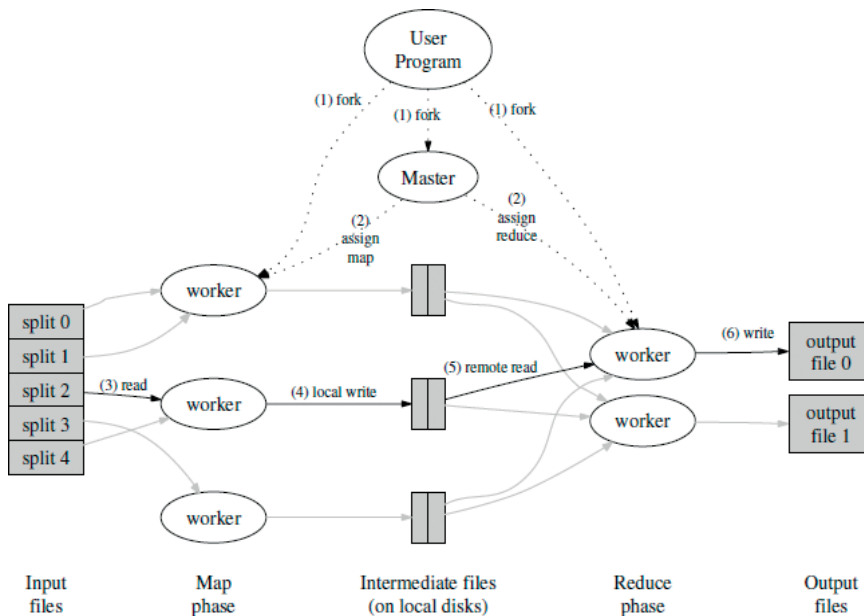 User
Program
(1) fork
(1) fork
(1) fork
Master
(2)
assign
map
(2)
assign
reduce
worker
split 0
split 1
split 2
split 3
split 4
(3) read
worker
(4) local write
(5) remote read
worker
(6) write
output
file 0
worker
output
file 1
worker
Input
files
Map
phase
Intermediate files
(on local disks)
Reduce
phase
Output
files